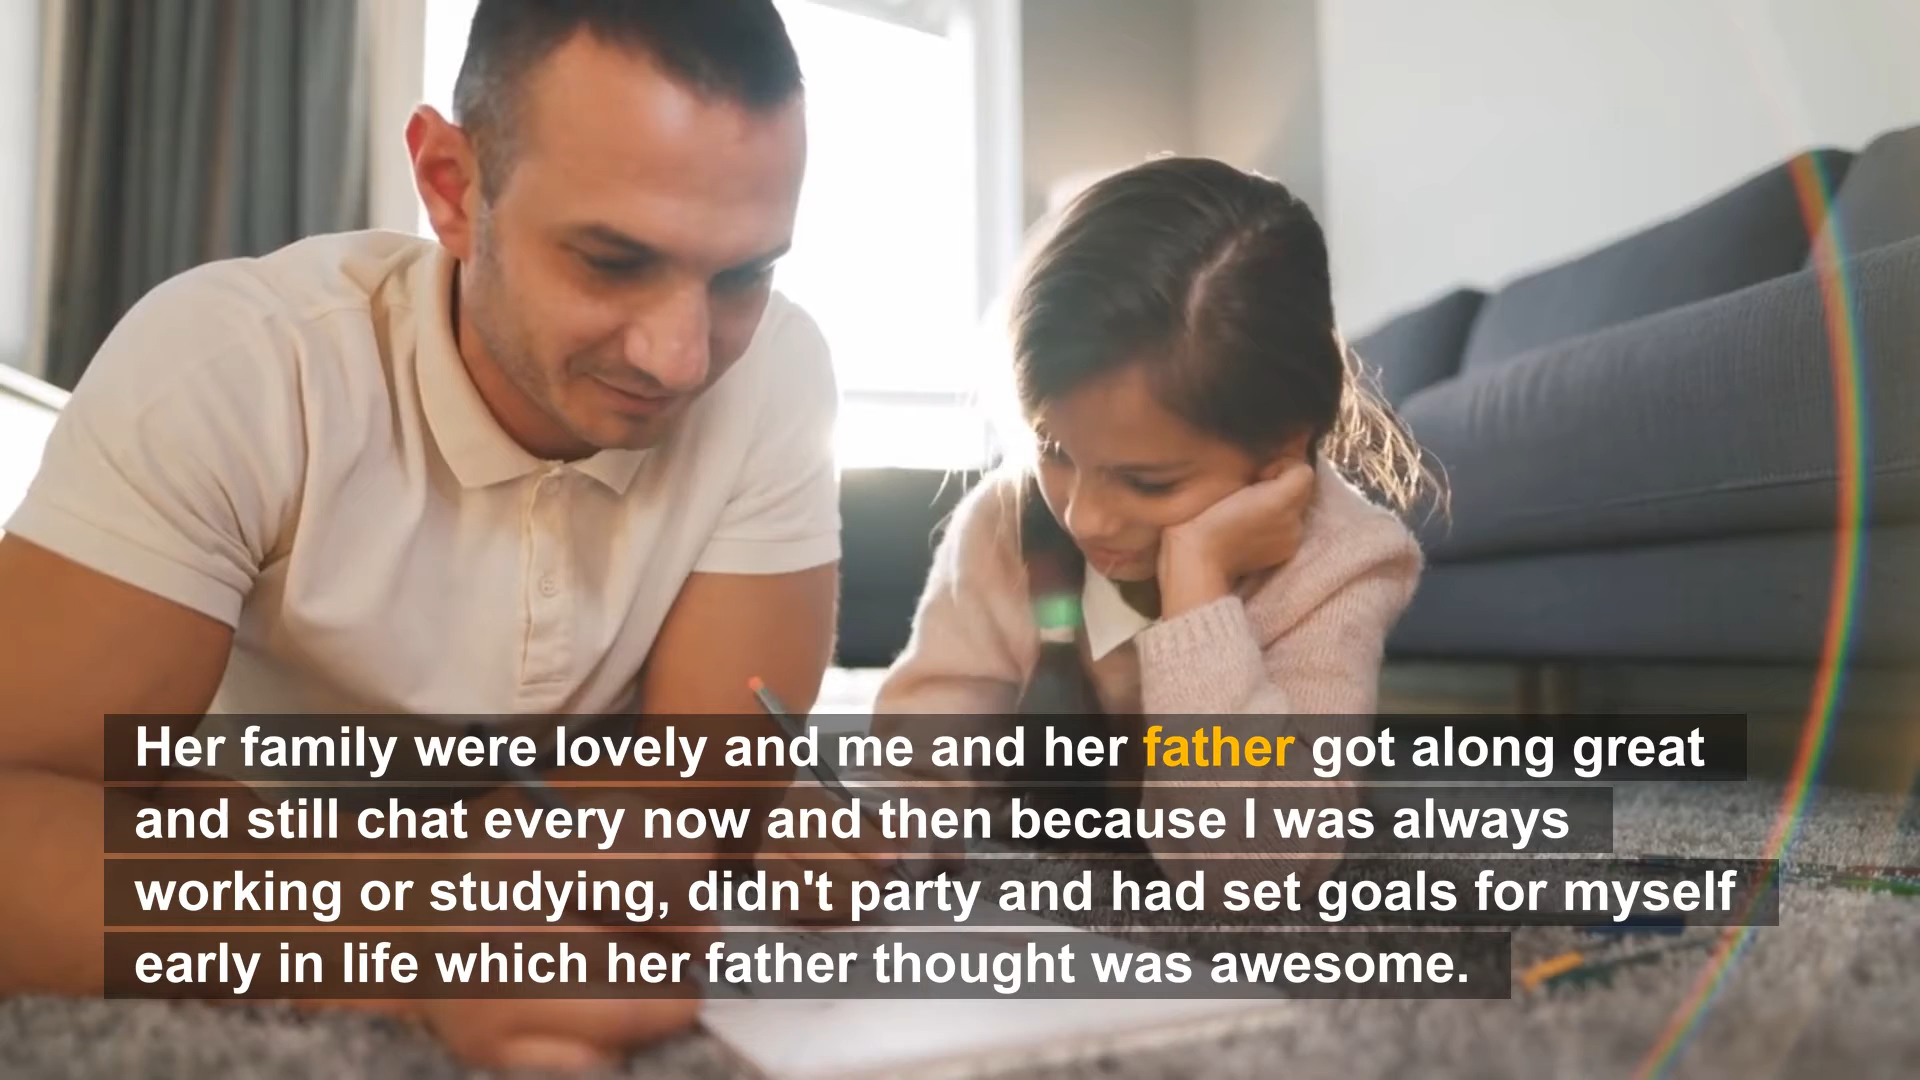 Her family were lovely and me and her father got along great
and still chat every now and then because I was always
working or studying, didn't party and had set goals for myself
early in life which her father thought was awesome.